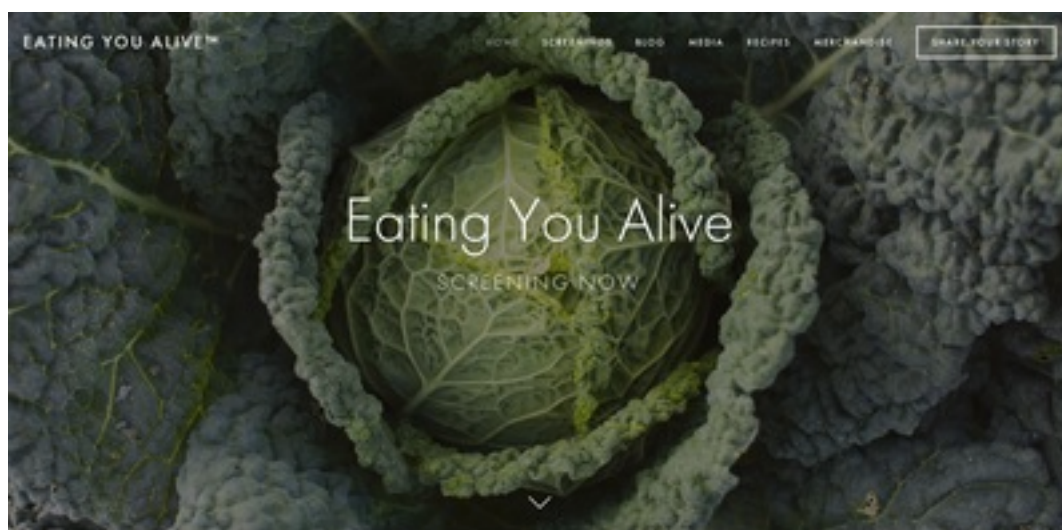 EATING YOU ALIVE™
HOME SCREENINGS BLOG MEDIA RECIPES MERCHANDISE SHARE YOUR STORY
Eating You Alive
SCREENING NOW